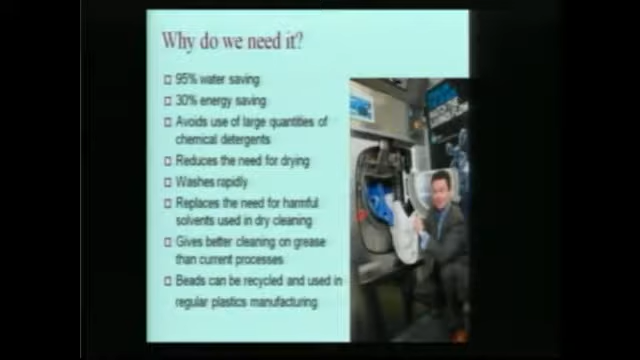 Why do we need it?
95% water saving
30% energy saving
Avoids use of large quantities of
chemical detergents
Reduces the need for drying
Washes rapidly
Replaces the need for harmful
solvents used in dry cleaning
Gives better cleaning on grease
than current processes
Beads can be recycled and used in
regular plastics manufacturing